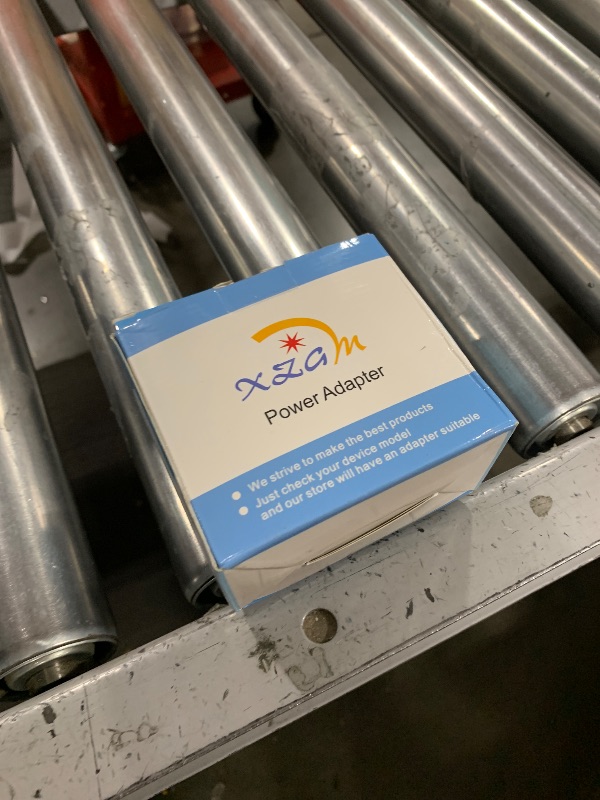 XZGM
Power Adapter
We strive to make the best products
Just check your device model
and our store will have an adapter suitable